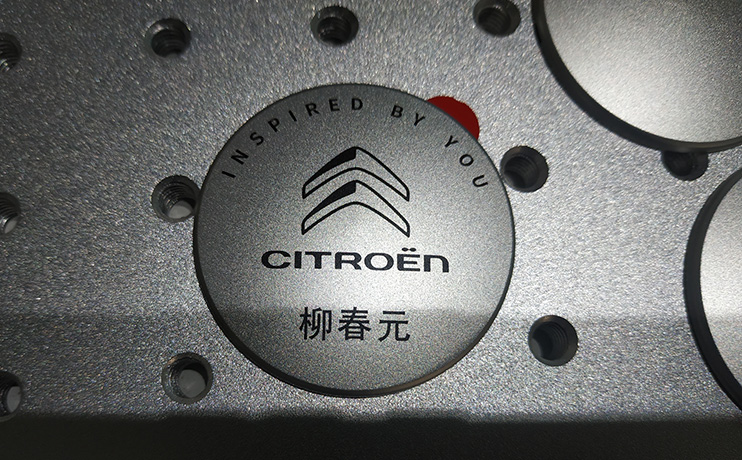 INSPIRED BY YOU
CITROËn
柳春元